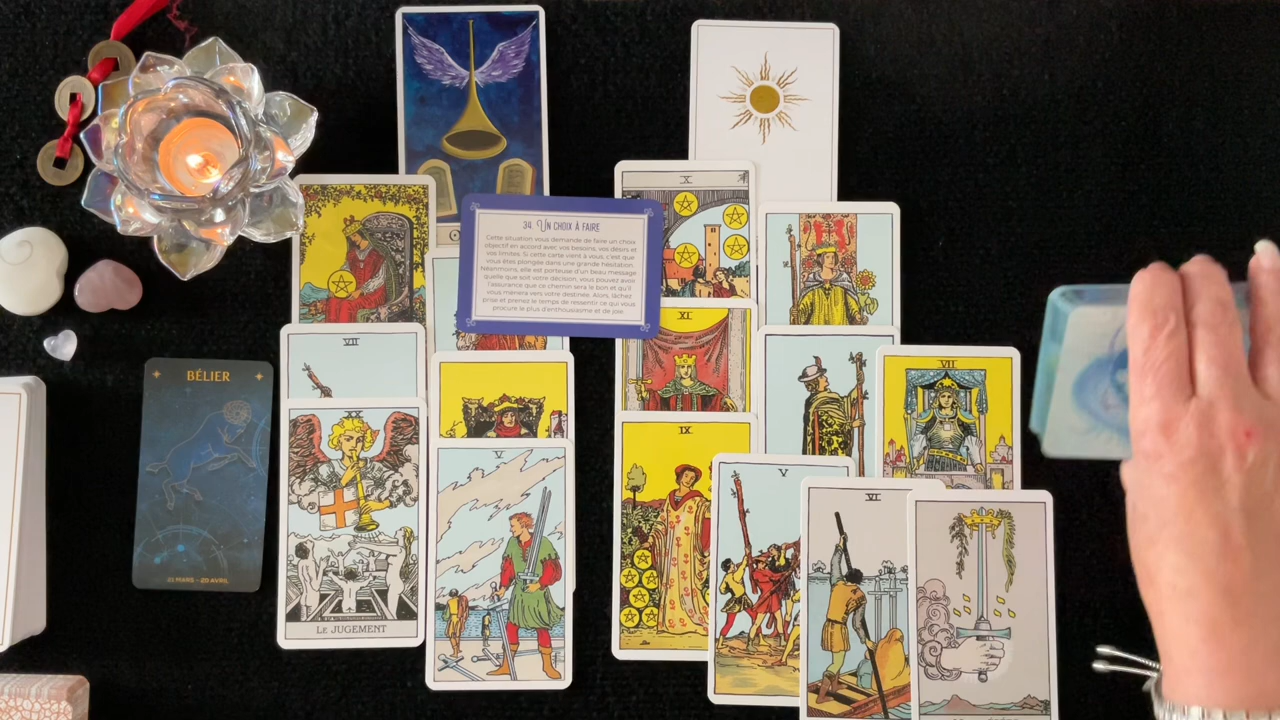 X
34. Un choix à faire
Cette situation vous demande de faire un choix
objectif en accord avec vos besoins, vos désirs et
vos limites. Si cette carte vient à vous, c'est que
vous êtes plongée dans une grande hésitation.
Néanmoins, elle est porteuse d'un beau message
quelle que soit votre décision, vous pouvez avoir
l'assurance que ce chemin sera le bon et qu'il
vous mènera vers votre destinée. Alors, lâchez
prise et prenez le temps de ressentir ce qui vous
procure le plus d'enthousiasme et de joie.
XI
VII
VII
BÉLIER
21 MARS - 20 AVRIL
XX
LE JUGEMENT
V
IX
V
VI